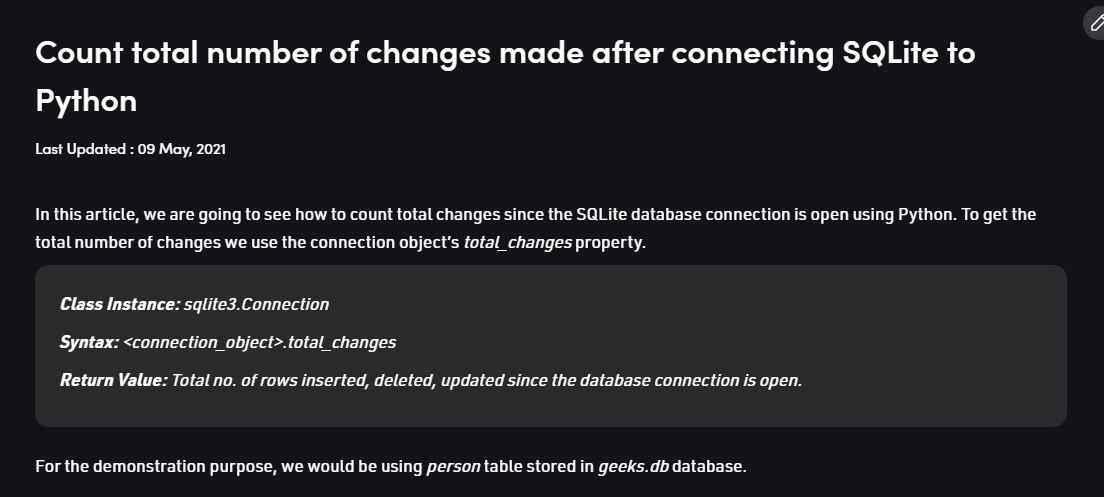 Count total number of changes made after connecting SQLite to
Python
Last Updated : 09 May, 2021
In this article, we are going to see how to count total changes since the SQLite database connection is open using Python. To get the
total number of changes we use the connection object’s total_changes property.
Class Instance: sqlite3.Connection
Syntax: <connection_object>.total_changes
Return Value: Total no. of rows inserted, deleted, updated since the database connection is open.
For the demonstration purpose, we would be using person table stored in geeks.db database.